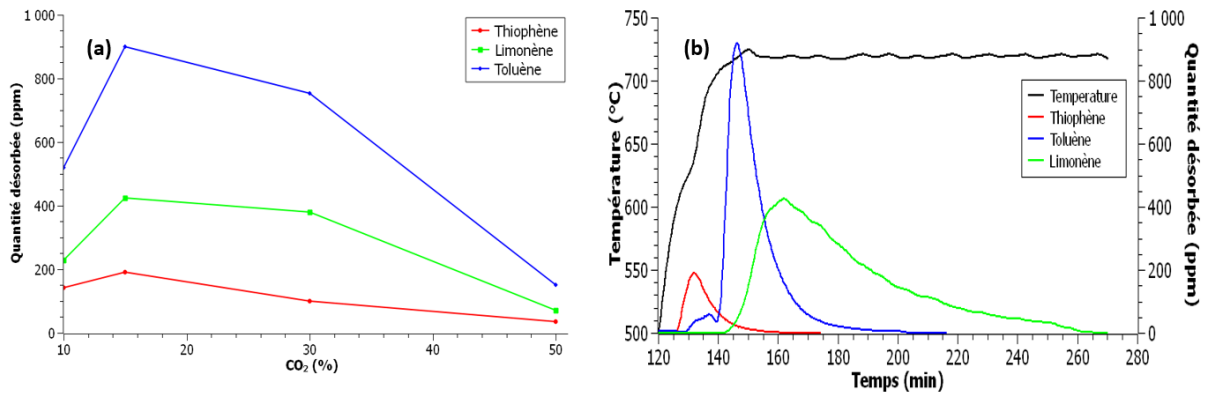 (a)
Thiophène
Limonène
Toluène
Quantité désorbée (ppm)
1 000
800
600
400
200
0
10 20 30 40 50
CO₂ (%)
(b)
Temperature
Thiophène
Toluène
Limonène
Température (°C)
750
700
650
600
550
500
Quantité désorbée (ppm)
1 000
800
600
400
200
0
120 140 160 180 200 220 240 260 280
Temps (min)